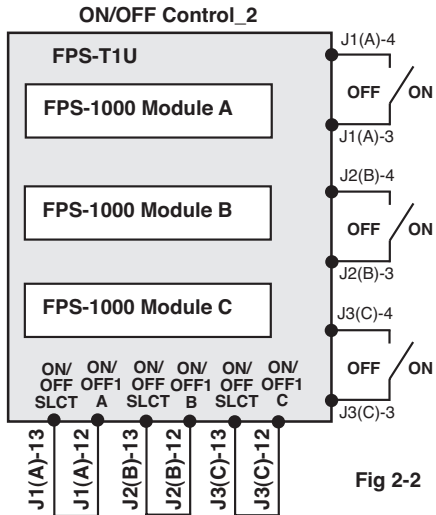 ON/OFF Control_2
FPS-T1U
J1(A)-4
OFF ON
FPS-1000 Module A
J1(A)-3
J2(B)-4
FPS-1000 Module B
OFF ON
J2(B)-3
FPS-1000 Module C
J3(C)-4
OFF ON
J3(C)-3
ON/ ON/ ON/ ON/ ON/ ON/
OFF OFF1 OFF OFF1 OFF OFF1
SLCT A SLCT B SLCT C
J1(A)-13
J1(A)-12
J2(B)-13
J2(B)-12
J3(C)-13
J3(C)-12
Fig 2-2